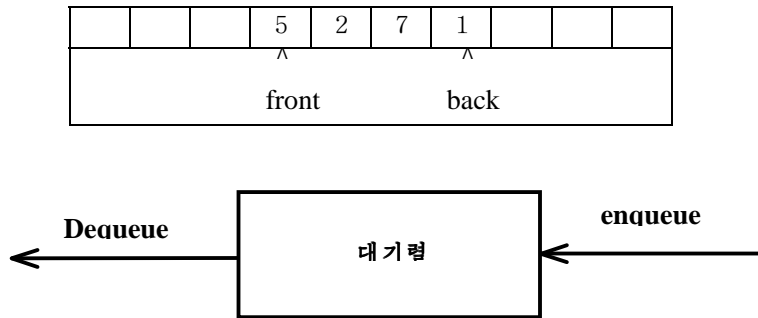 5 2 7 1
^ ^
front back
Dequeue
대기렬
enqueue